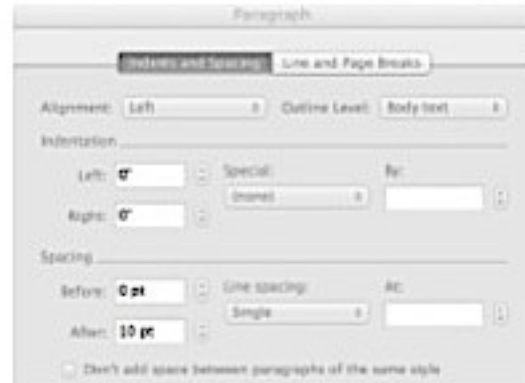 Paragraph
Indents and Spacing Line and Page Breaks
Alignment: Left Outline Level: Body text
Indentation
Left: 0" Special: By:
(none)
Right: 0"
Spacing
Before: 0 pt Line spacing: At:
Single
After: 10 pt
Don't add space between paragraphs of the same style